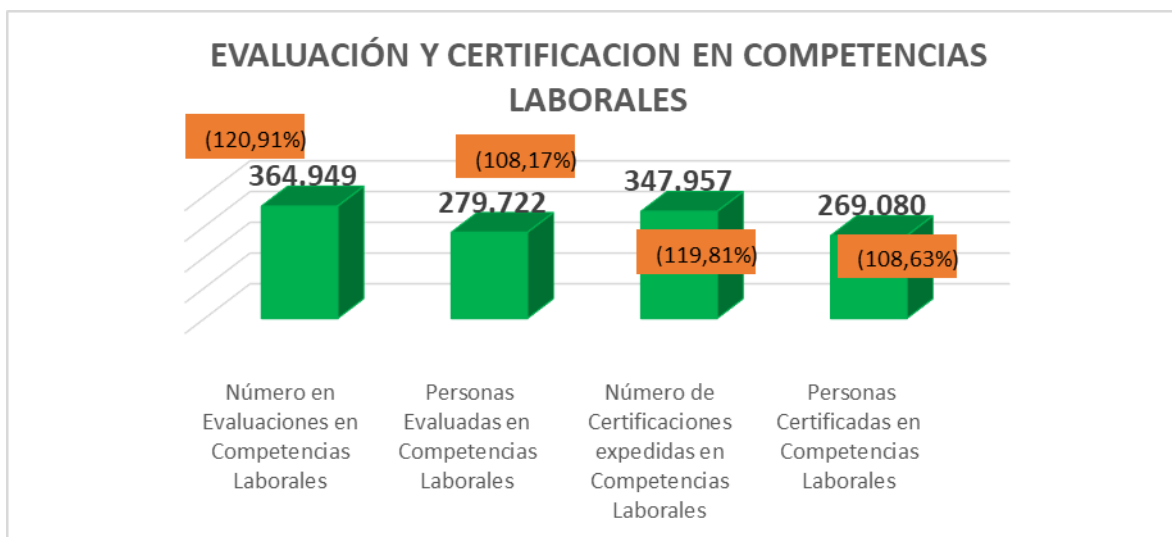 EVALUACIÓN Y CERTIFICACION EN COMPETENCIAS
LABORALES
(120,91%)
364.949
(108,17%)
279.722
347.957
(119,81%)
269.080
(108,63%)
Número en
Evaluaciones en
Competencias
Laborales
Personas
Evaluadas en
Competencias
Laborales
Número de
Certificaciones
expedidas en
Competencias
Laborales
Personas
Certificadas en
Competencias
Laborales